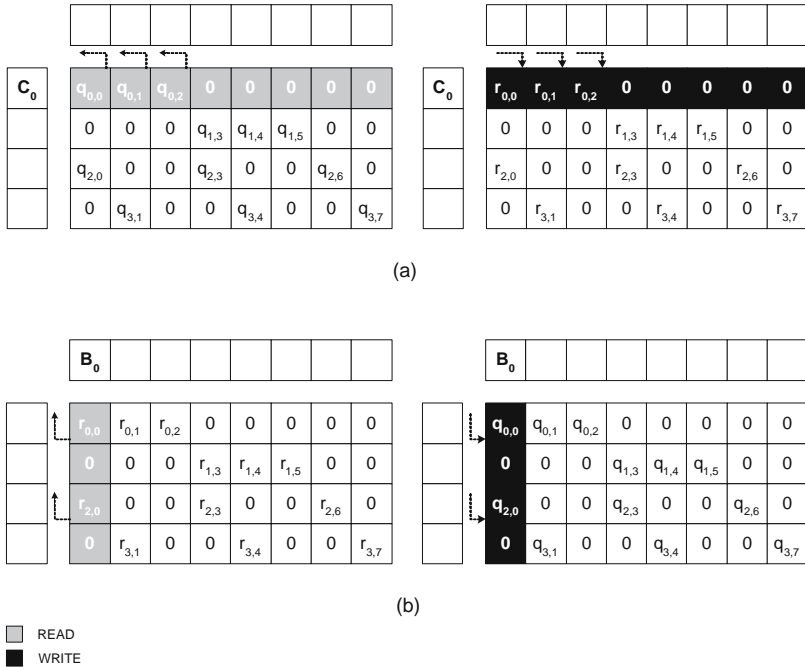 C0 q0,0 q0,1 q0,2 0 0 0 0 0 C0 r0,0 r0,1 r0,2 0 0 0 0 0
0 0 0 q1,3 q1,4 q1,5 0 0 0 0 0 r1,3 r1,4 r1,5 0 0
q2,0 0 0 q2,3 0 0 q2,6 0 r2,0 0 0 r2,3 0 0 r2,6 0
0 q3,1 0 0 q3,4 0 0 q3,7 0 r3,1 0 0 r3,4 0 0 r3,7
(a)
B0 B0
r0,0 r0,1 r0,2 0 0 0 0 0 q0,0 q0,1 q0,2 0 0 0 0 0
0 0 0 r1,3 r1,4 r1,5 0 0 0 0 0 q1,3 q1,4 q1,5 0 0
r2,0 0 0 r2,3 0 0 r2,6 0 q2,0 0 0 q2,3 0 0 q2,6 0
0 r3,1 0 0 r3,4 0 0 r3,7 0 q3,1 0 0 q3,4 0 0 q3,7
(b)
READ
WRITE